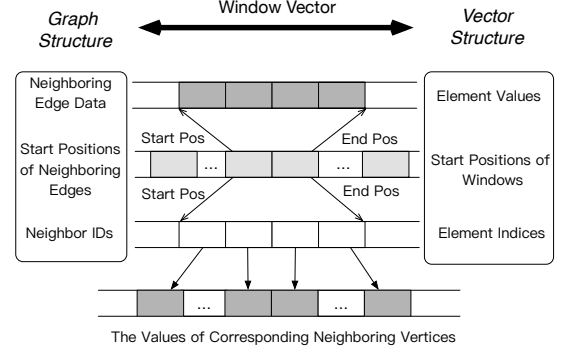 Graph
Structure
Window Vector
Vector
Structure
Neighboring
Edge Data
Element Values
Start Pos
End Pos
Start Positions
of Neighboring
Edges
...
...
Start Positions of
Windows
Start Pos
End Pos
Neighbor IDs
Element Indices
...
...
The Values of Corresponding Neighboring Vertices